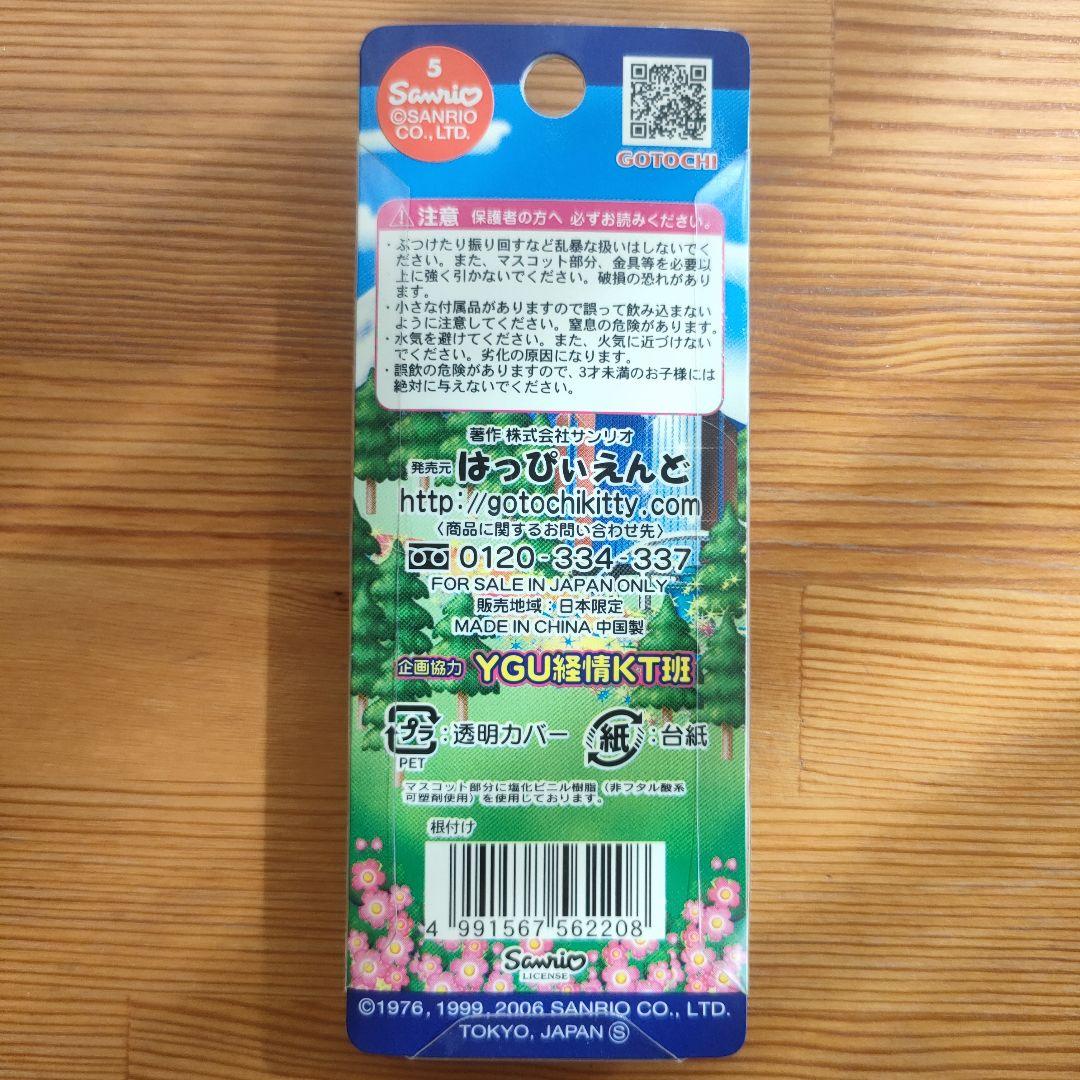 5
Sanrio
©SANRIO
CO., LTD.
GOTOCHI
注意 保護者の方へ 必ずお読みください。
・ぶつけたり振り回すなど乱暴な扱いはしないでく
ださい。また、マスコット部分、金具等を必要以
上に強く引かないでください。破損の恐れがあり
ます。
・小さな付属品がありますので誤って飲み込まない
ように注意してください。窒息の危険があります。
・水気を避けてください。また、火気に近づけない
でください。劣化の原因になります。
・誤飲の危険がありますので、3才未満のお子様には
絶対に与えないでください。
著作 株式会社サンリオ
発売元 はっぴぃえんど
http://gotochikitty.com
〈商品に関するお問い合わせ先〉
0120-334-337
FOR SALE IN JAPAN ONLY
販売地域：日本限定
MADE IN CHINA 中国製
企画協力 YGU経情KT班
プラ：透明カバー 紙：台紙
PET
マスコット部分に塩化ビニル樹脂（非フタル酸系
可塑剤使用）を使用しております。
根付け
4 991567 562208
Sanrio
LICENSE
©1976, 1999, 2006 SANRIO CO., LTD.
TOKYO, JAPAN Ⓢ